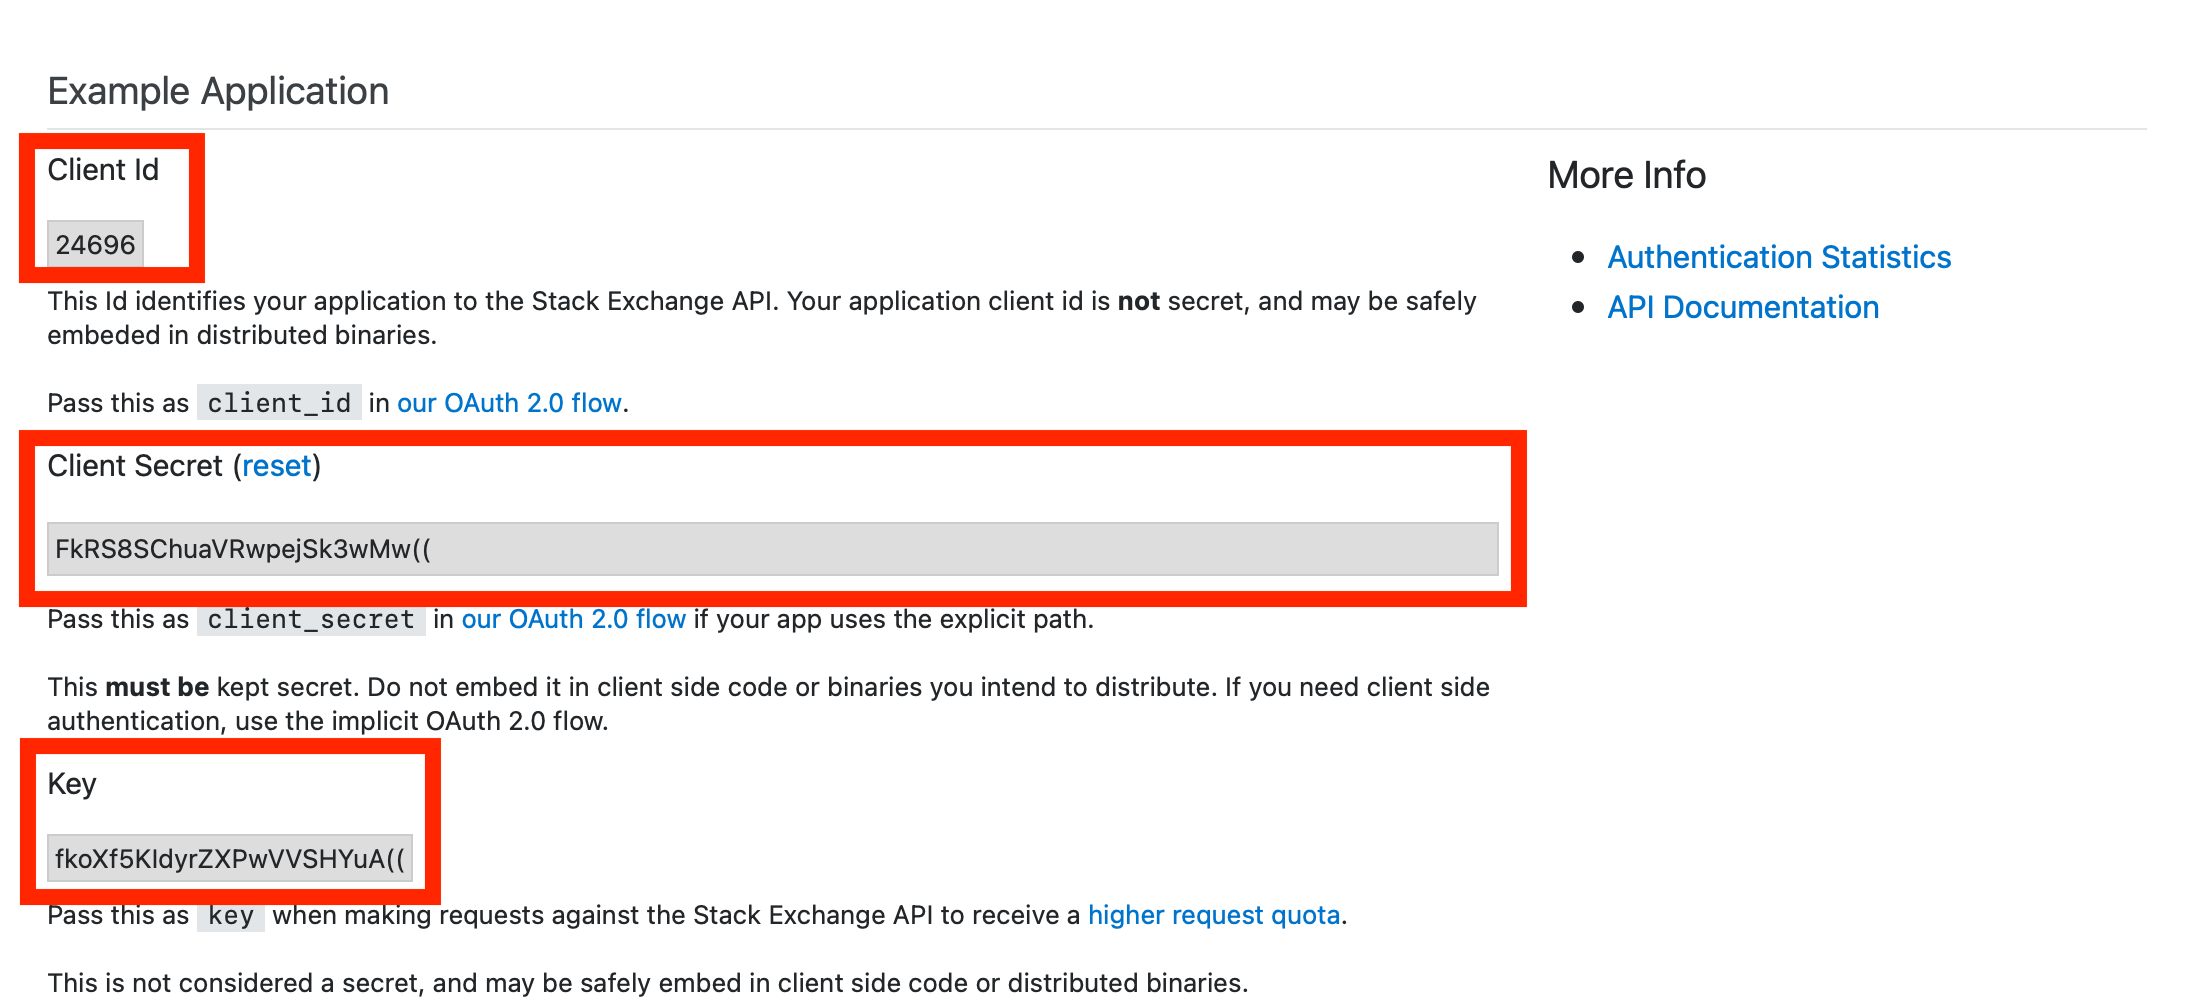 Example Application
Client Id
24696
This Id identifies your application to the Stack Exchange API. Your application client id is not secret, and may be safely
embeded in distributed binaries.
Pass this as client_id in our OAuth 2.0 flow.
Client Secret (reset)
FkRS8SChuaVRwpejSk3wMw((
Pass this as client_secret in our OAuth 2.0 flow if your app uses the explicit path.
This must be kept secret. Do not embed it in client side code or binaries you intend to distribute. If you need client side
authentication, use the implicit OAuth 2.0 flow.
Key
fkoXf5KIdyrZXPwVVSHYuA((
Pass this as key when making requests against the Stack Exchange API to receive a higher request quota.
This is not considered a secret, and may be safely embed in client side code or distributed binaries.
More Info
Authentication Statistics
API Documentation